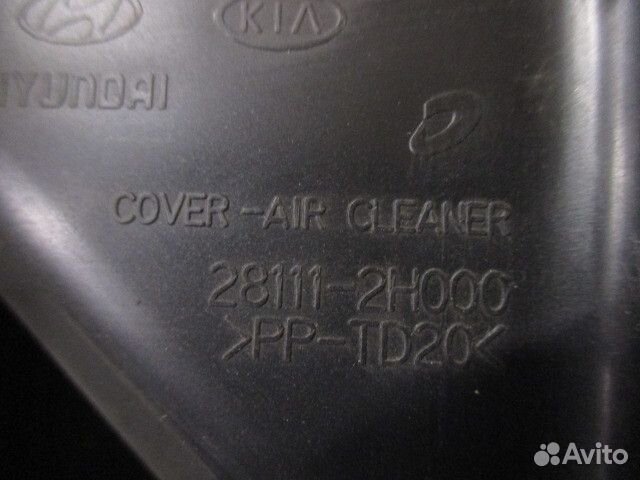 KIA
HYUNDAI
COVER-AIR CLEANER
28111-2H000
>PP-TD20<
Avito